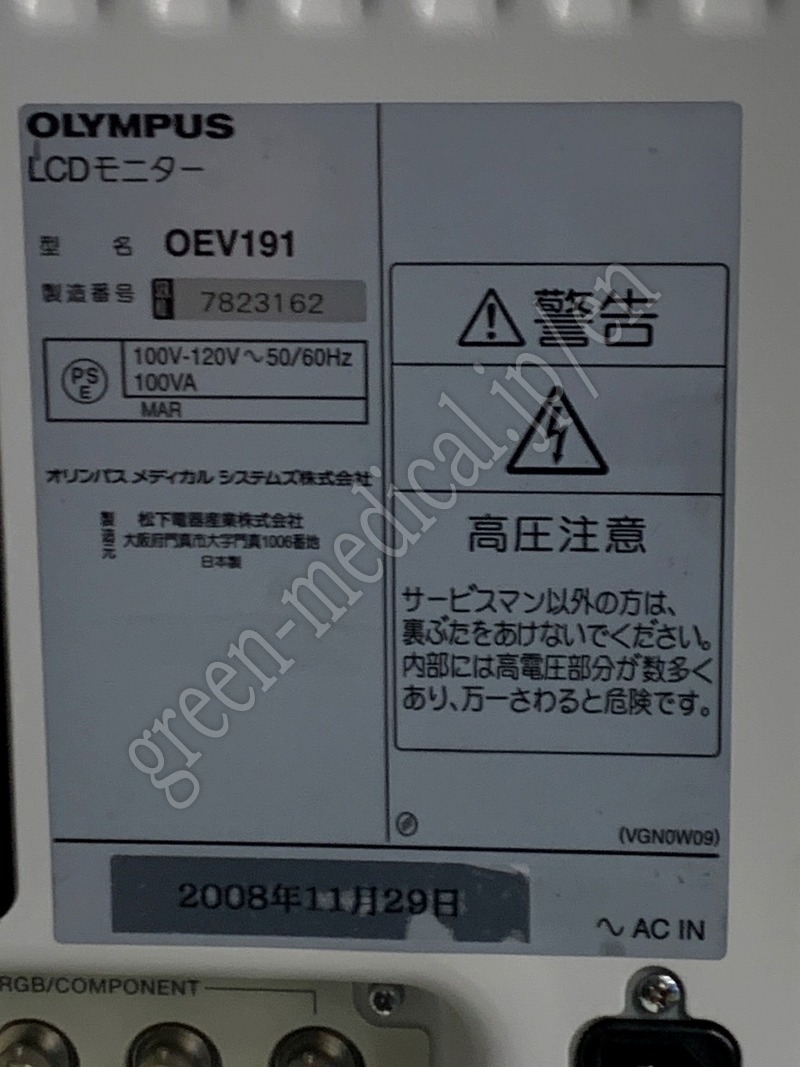 OLYMPUS
LCDモニター
型 名 OEV191
製造番号 7823162
PSE
100V-120V～50/60Hz
100VA
MAR
オリンパス メディカル システムズ株式会社
製造元
松下電器産業株式会社
大阪府門真市大字門真1006番地
日本製
警告
高圧注意
サービスマン以外の方は、
裏ぶたをあけないでください。
内部には高電圧部分が数多く
あり、万一さわると危険です。
(VGN0W09)
2008年11月29日
～ AC IN
RGB/COMPONENT
green-medical.jp/en